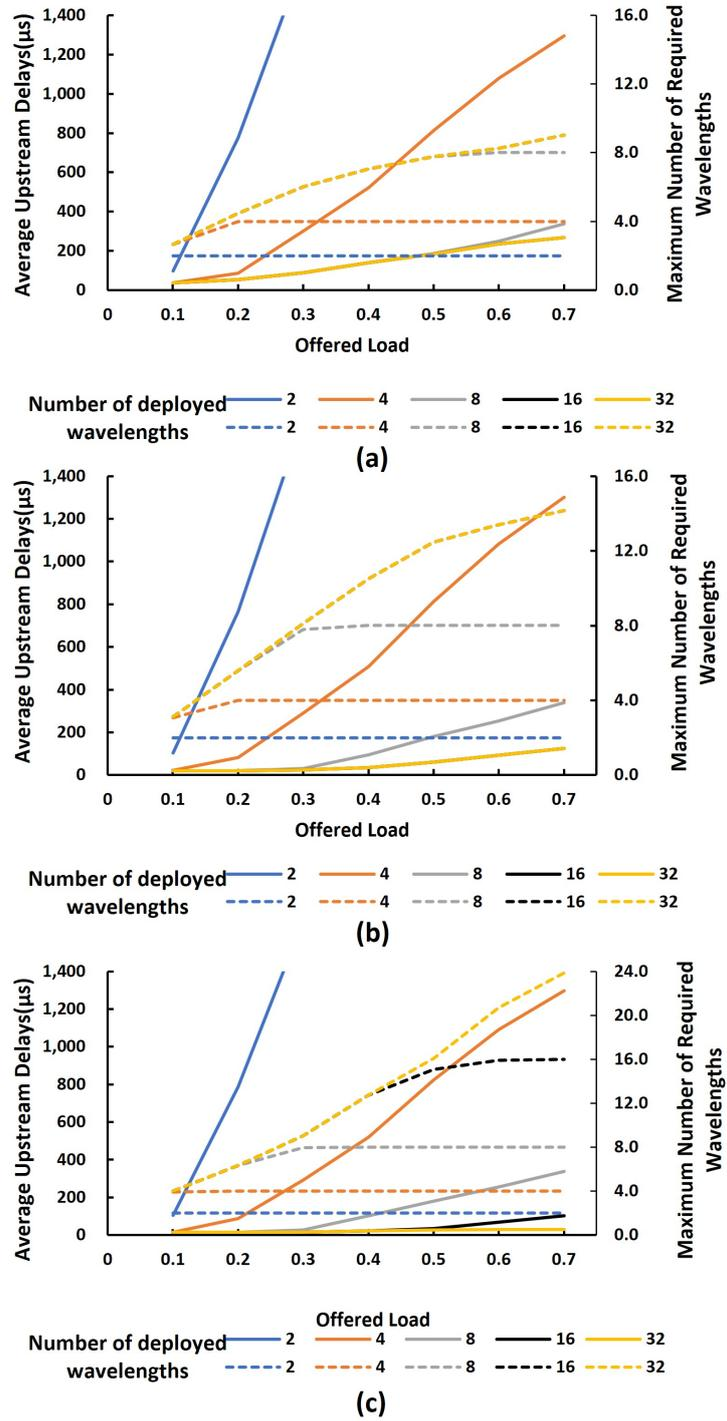 1,400
1,200
1,000
800
600
400
200
0
Average Upstream Delays(µs)
16.0
12.0
8.0
4.0
0.0
Maximum Number of Required
Wavelengths
0 0.1 0.2 0.3 0.4 0.5 0.6 0.7
Offered Load
Number of deployed
wavelengths
2 4 8 16 32
2 4 8 16 32
(a)
1,400
1,200
1,000
800
600
400
200
0
Average Upstream Delays(µs)
16.0
12.0
8.0
4.0
0.0
Maximum Number of Required
Wavelengths
0 0.1 0.2 0.3 0.4 0.5 0.6 0.7
Offered Load
Number of deployed
wavelengths
2 4 8 16 32
2 4 8 16 32
(b)
1,400
1,200
1,000
800
600
400
200
0
Average Upstream Delays(µs)
24.0
20.0
16.0
12.0
8.0
4.0
0.0
Maximum Number of Required
Wavelengths
0 0.1 0.2 0.3 0.4 0.5 0.6 0.7
Offered Load
Number of deployed
wavelengths
2 4 8 16 32
2 4 8 16 32
(c)